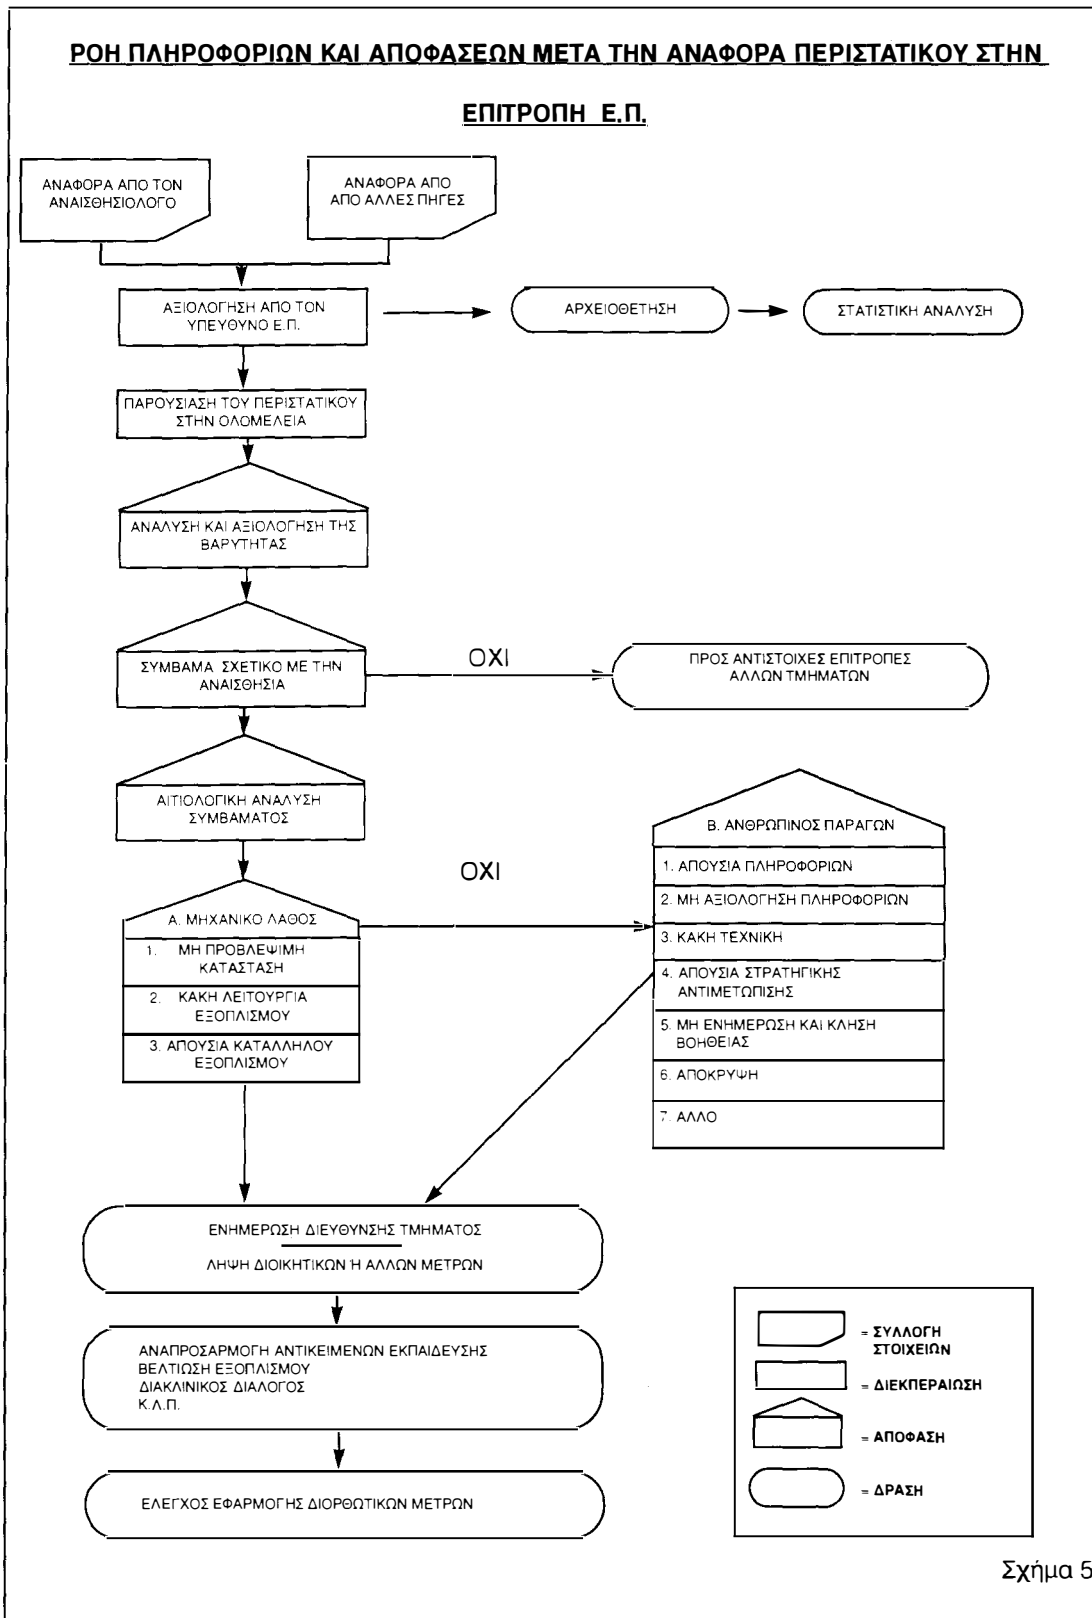 ΡΟΗ ΠΛΗΡΟΦΟΡΙΩΝ ΚΑΙ ΑΠΟΦΑΣΕΩΝ ΜΕΤΑ ΤΗΝ ΑΝΑΦΟΡΑ ΠΕΡΙΣΤΑΤΙΚΟΥ ΣΤΗΝ
ΕΠΙΤΡΟΠΗ Ε.Π.
ΑΝΑΦΟΡΑ ΑΠΟ ΤΟΝ
ΑΝΑΙΣΘΗΣΙΟΛΟΓΟ
ΑΝΑΦΟΡΑ ΑΠΟ
ΑΠΟ ΑΛΛΕΣ ΠΗΓΕΣ
ΑΞΙΟΛΟΓΗΣΗ ΑΠΟ ΤΟΝ
ΥΠΕΥΘΥΝΟ Ε.Π.
ΑΡΧΕΙΟΘΕΤΗΣΗ
ΣΤΑΤΙΣΤΙΚΗ ΑΝΑΛΥΣΗ
ΠΑΡΟΥΣΙΑΣΗ ΤΟΥ ΠΕΡΙΣΤΑΤΙΚΟΥ
ΣΤΗΝ ΟΛΟΜΕΛΕΙΑ
ΑΝΑΛΥΣΗ ΚΑΙ ΑΞΙΟΛΟΓΗΣΗ ΤΗΣ
ΒΑΡΥΤΗΤΑΣ
ΣΥΜΒΑΜΑ ΣΧΕΤΙΚΟ ΜΕ ΤΗΝ
ΑΝΑΙΣΘΗΣΙΑ
ΟΧΙ
ΠΡΟΣ ΑΝΤΙΣΤΟΙΧΕΣ ΕΠΙΤΡΟΠΕΣ
ΑΛΛΩΝ ΤΜΗΜΑΤΩΝ
ΑΙΤΙΟΛΟΓΙΚΗ ΑΝΑΛΥΣΗ
ΣΥΜΒΑΜΑΤΟΣ
ΟΧΙ
Α. ΜΗΧΑΝΙΚΟ ΛΑΘΟΣ
1. ΜΗ ΠΡΟΒΛΕΨΙΜΗ
ΚΑΤΑΣΤΑΣΗ
2. ΚΑΚΗ ΛΕΙΤΟΥΡΓΙΑ
ΕΞΟΠΛΙΣΜΟΥ
3. ΑΠΟΥΣΙΑ ΚΑΤΑΛΛΗΛΟΥ
ΕΞΟΠΛΙΣΜΟΥ
Β. ΑΝΘΡΩΠΙΝΟΣ ΠΑΡΑΓΩΝ
1. ΑΠΟΥΣΙΑ ΠΛΗΡΟΦΟΡΙΩΝ
2. ΜΗ ΑΞΙΟΛΟΓΗΣΗ ΠΛΗΡΟΦΟΡΙΩΝ
3. ΚΑΚΗ ΤΕΧΝΙΚΗ
4. ΑΠΟΥΣΙΑ ΣΤΡΑΤΗΓΙΚΗΣ
ΑΝΤΙΜΕΤΩΠΙΣΗΣ
5. ΜΗ ΕΝΗΜΕΡΩΣΗ ΚΑΙ ΚΛΗΣΗ
ΒΟΗΘΕΙΑΣ
6. ΑΠΟΚΡΥΨΗ
7. ΑΛΛΟ
ΕΝΗΜΕΡΩΣΗ ΔΙΕΥΘΥΝΣΗΣ ΤΜΗΜΑΤΟΣ
ΛΗΨΗ ΔΙΟΙΚΗΤΙΚΩΝ Ή ΑΛΛΩΝ ΜΕΤΡΩΝ
ΑΝΑΠΡΟΣΑΡΜΟΓΗ ΑΝΤΙΚΕΙΜΕΝΩΝ ΕΚΠΑΙΔΕΥΣΗΣ
ΒΕΛΤΙΩΣΗ ΕΞΟΠΛΙΣΜΟΥ
ΔΙΑΚΛΙΝΙΚΟΣ ΔΙΑΛΟΓΟΣ
Κ.Λ.Π.
ΕΛΕΓΧΟΣ ΕΦΑΡΜΟΓΗΣ ΔΙΟΡΘΩΤΙΚΩΝ ΜΕΤΡΩΝ
= ΣΥΛΛΟΓΗ
ΣΤΟΙΧΕΙΩΝ
= ΔΙΕΚΠΕΡΑΙΩΣΗ
= ΑΠΟΦΑΣΗ
= ΔΡΑΣΗ
Σχήμα 5